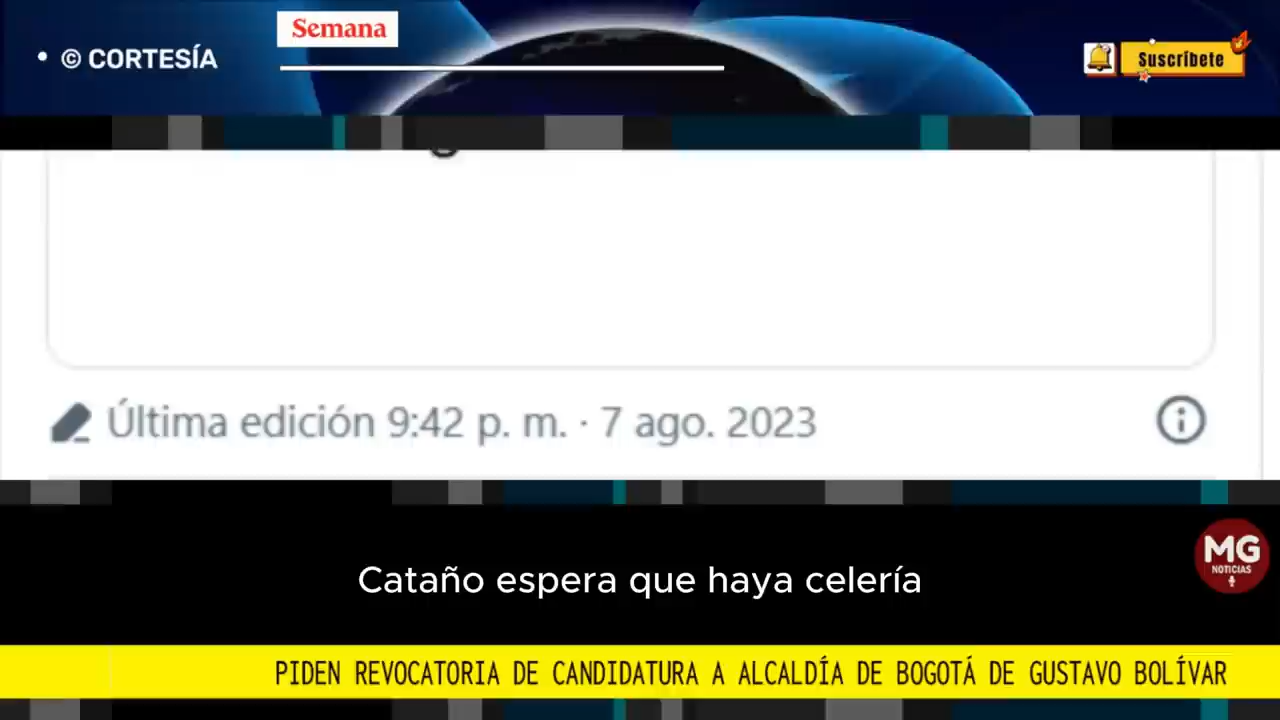 Semana
• © CORTESÍA
Suscríbete
Última edición 9:42 p. m. · 7 ago. 2023
MG
NOTICIAS
Cataño espera que haya celería
PIDEN REVOCATORIA DE CANDIDATURA A ALCALDÍA DE BOGOTÁ DE GUSTAVO BOLÍVAR